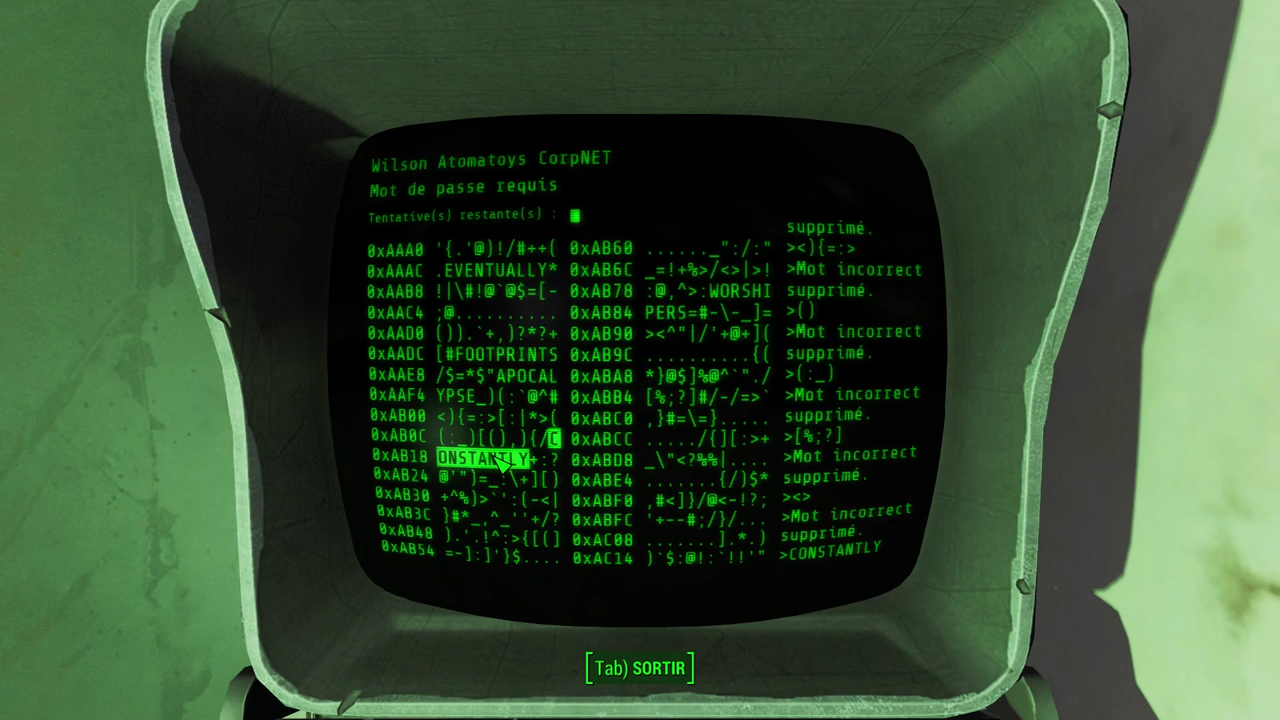 Wilson Atomatoys CorpNET
Mot de passe requis
Tentative(s) restante(s) :
0xAAA0 '{.'@)!/#++(
0xAAAC .EVENTUALLY*
0xAAB8 !|\#!@`@$=[-
0xAAC4 ;@..........
0xAAD0 ()).`+,)?*?+
0xAADC [#FOOTPRINTS
0xAAE8 /$=*$"APOCAL
0xAAF4 YPSE_)(:`@^#
0xAB00 <){=:>[:|*>(
0xAB0C (:_)[(),){/C
0xAB18 ONSTANTLY+:?
0xAB24 @'")=_:\+][)
0xAB30 +^%)>`':(-<|
0xAB3C }#*_,^_''+/?
0xAB48 ).'.!^:>{[(]
0xAB54 =-]:]'}$....
0xAB60 ......_":/:"
0xAB6C _=!+%>/<>|>!
0xAB78 :@,^>:WORSHI
0xAB84 PERS=#-\-_]=
0xAB90 ><^"|/'+@+](
0xAB9C ..........{(
0xABA8 *}@$]%@^`"./
0xABB4 [%;?]#/-/=>`
0xABC0 ,}#=\=}.....
0xABCC ...../{][:>+
0xABD8 _\"<?%%|....
0xABE4 .......{/)$*
0xABF0 ,#<]}/@<-!?;
0xABFC '+--#;/}/...
0xAC08 .......].*.)
0xAC14 )`$:@!:`!!'"
supprimé.
><){=:>
>Mot incorrect
supprimé.
>()
>Mot incorrect
supprimé.
>(:_)
>Mot incorrect
supprimé.
>[%;?]
>Mot incorrect
supprimé.
><>
>Mot incorrect
supprimé.
>CONSTANTLY
[Tab) SORTIR]